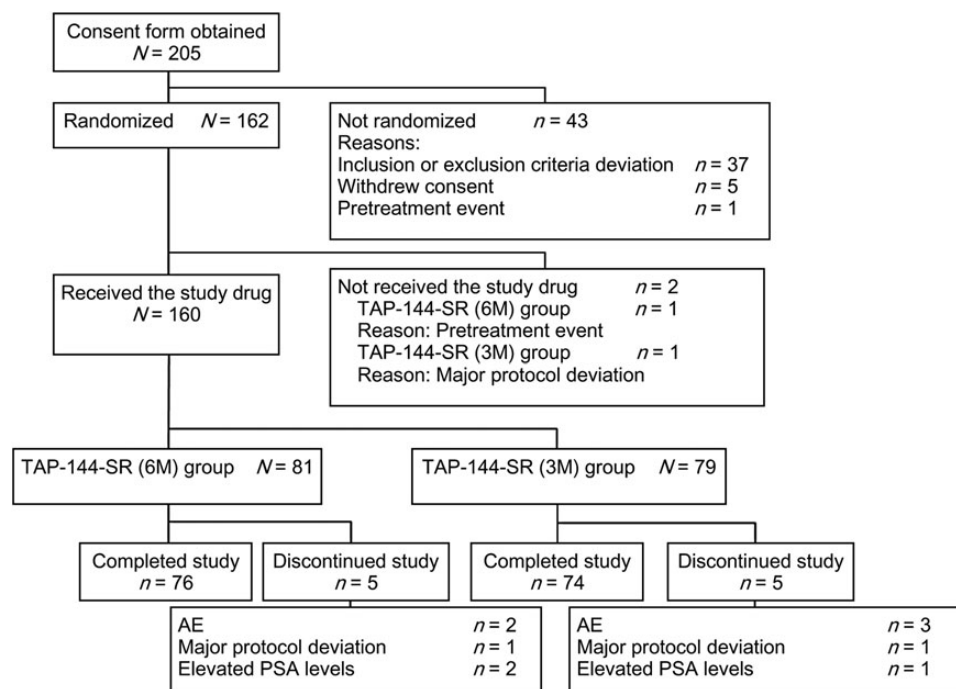 Consent form obtained
N = 205
Randomized N = 162
Not randomized n = 43
Reasons:
Inclusion or exclusion criteria deviation n = 37
Withdrew consent n = 5
Pretreatment event n = 1
Received the study drug
N = 160
Not received the study drug n = 2
TAP-144-SR (6M) group n = 1
Reason: Pretreatment event
TAP-144-SR (3M) group n = 1
Reason: Major protocol deviation
TAP-144-SR (6M) group N = 81
TAP-144-SR (3M) group N = 79
Completed study
n = 76
Discontinued study
n = 5
Completed study
n = 74
Discontinued study
n = 5
AE n = 2
Major protocol deviation n = 1
Elevated PSA levels n = 2
AE n = 3
Major protocol deviation n = 1
Elevated PSA levels n = 1